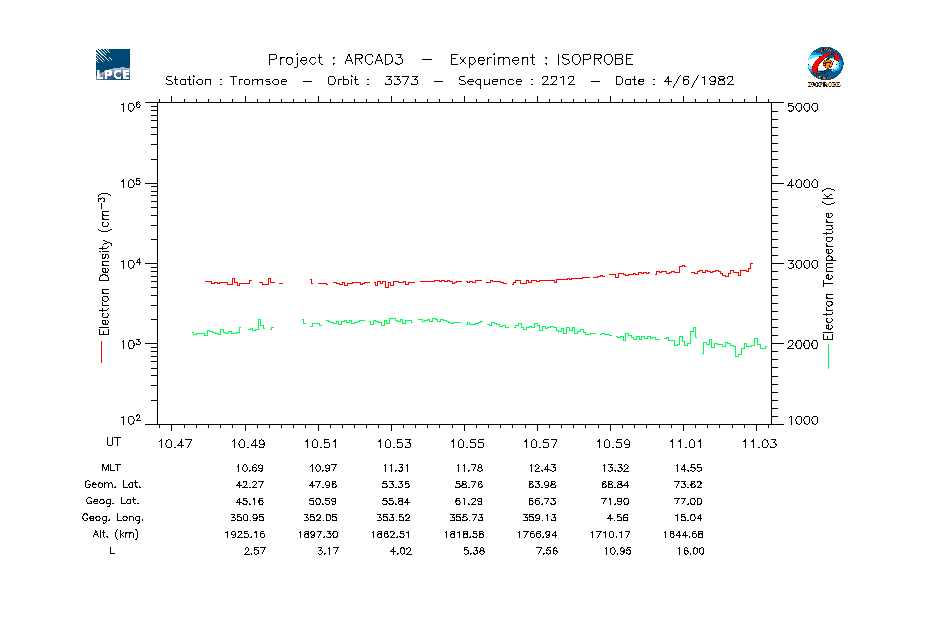 LPCE
Project : ARCAD3 – Experiment : ISOPROBE
Station : Tromsoe – Orbit : 3373 – Sequence : 2212 – Date : 4/6/1982
ISOPROBE
10⁶ 5000
10⁵ 4000
10⁴ 3000
10³ 2000
10² 1000
Electron Density (cm⁻³)
Electron Temperature (K)
UT 10.47 10.49 10.51 10.53 10.55 10.57 10.59 11.01 11.03
MLT 10.69 10.97 11.31 11.78 12.43 13.32 14.55
Geom. Lat. 42.27 47.96 53.35 58.76 63.98 68.84 73.62
Geog. Lat. 45.16 50.59 55.84 61.29 66.73 71.90 77.00
Geog. Long. 350.95 352.05 353.52 355.73 359.13 4.56 15.04
Alt. (km) 1925.16 1897.30 1862.51 1818.56 1766.94 1710.17 1644.68
L 2.57 3.17 4.02 5.38 7.56 10.95 16.00